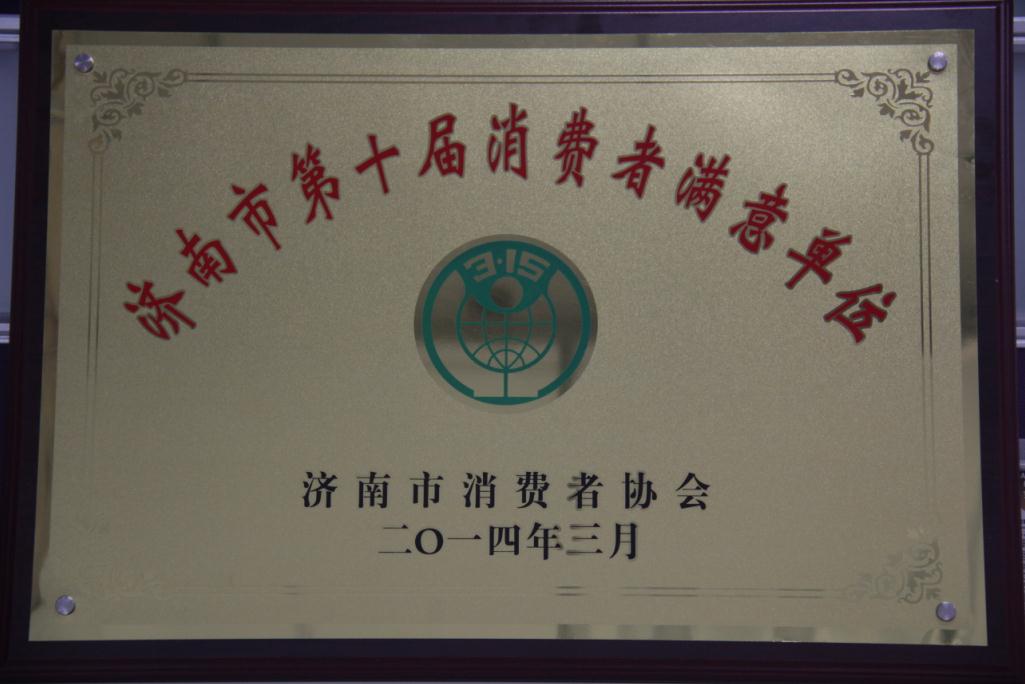 济南市第十届消费者满意单位
3·15
济南市消费者协会
二〇一四年三月